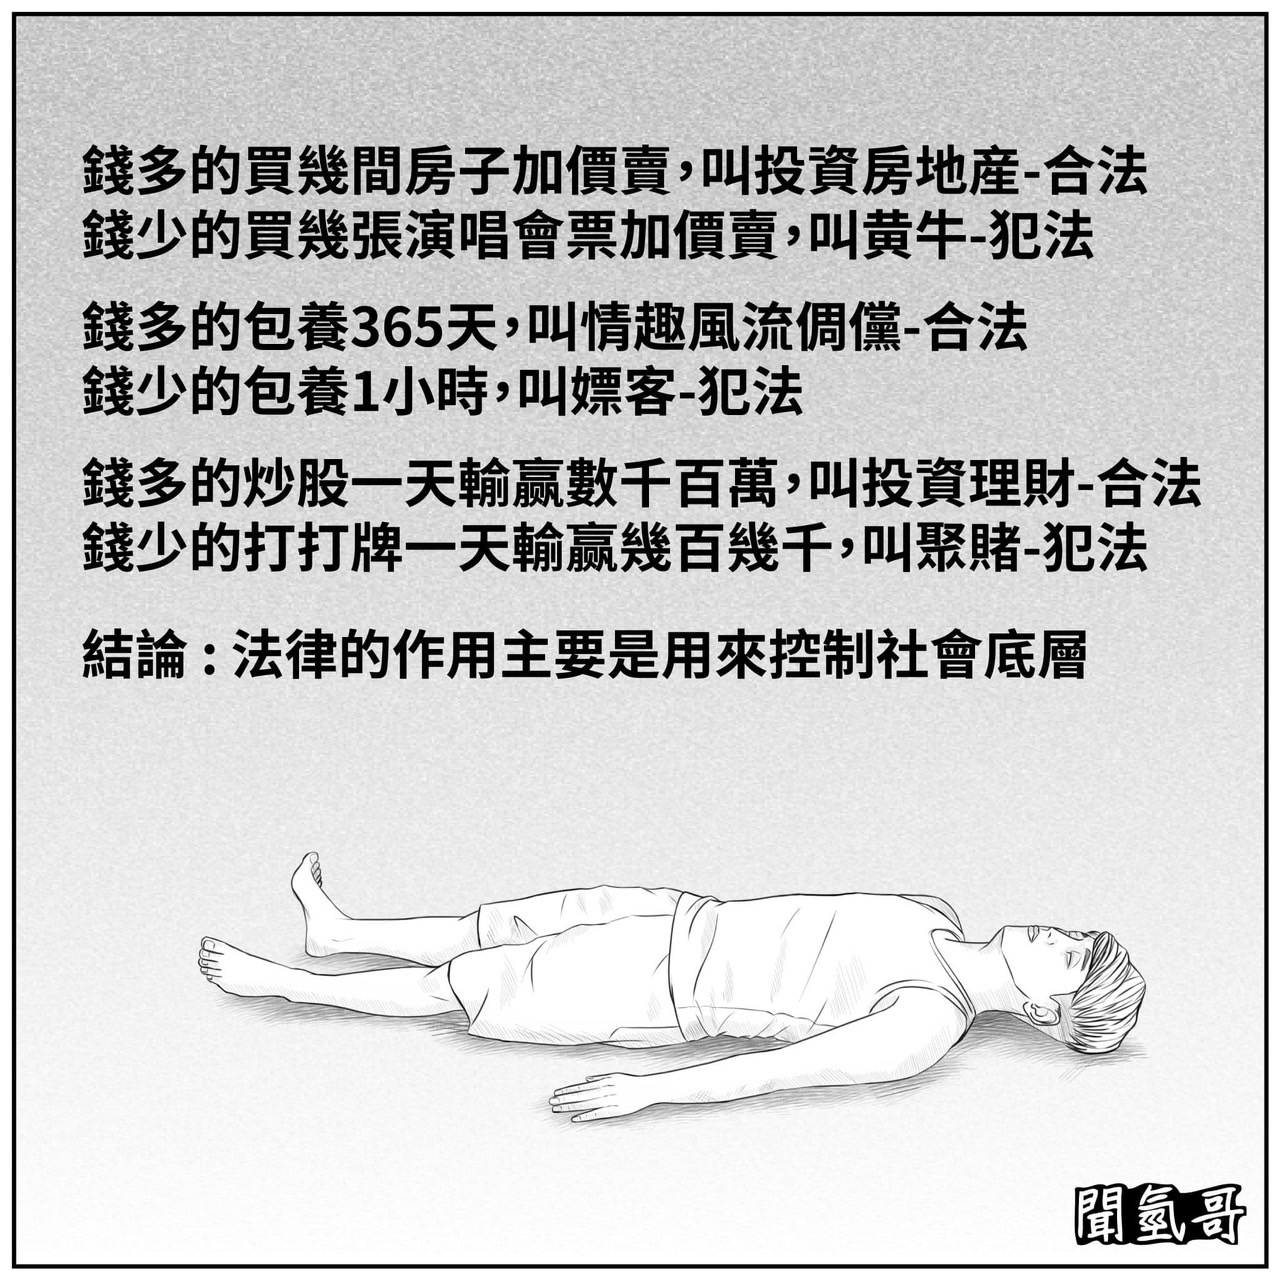 錢多的買幾間房子加價賣，叫投資房地産-合法
錢少的買幾張演唱會票加價賣，叫黄牛-犯法
錢多的包養365天，叫情趣風流倜儻-合法
錢少的包養1小時，叫嫖客-犯法
錢多的炒股一天輸赢數千百萬，叫投資理財-合法
錢少的打打牌一天輸赢幾百幾千，叫聚賭-犯法
結論：法律的作用主要是用來控制社會底層
聞氫哥